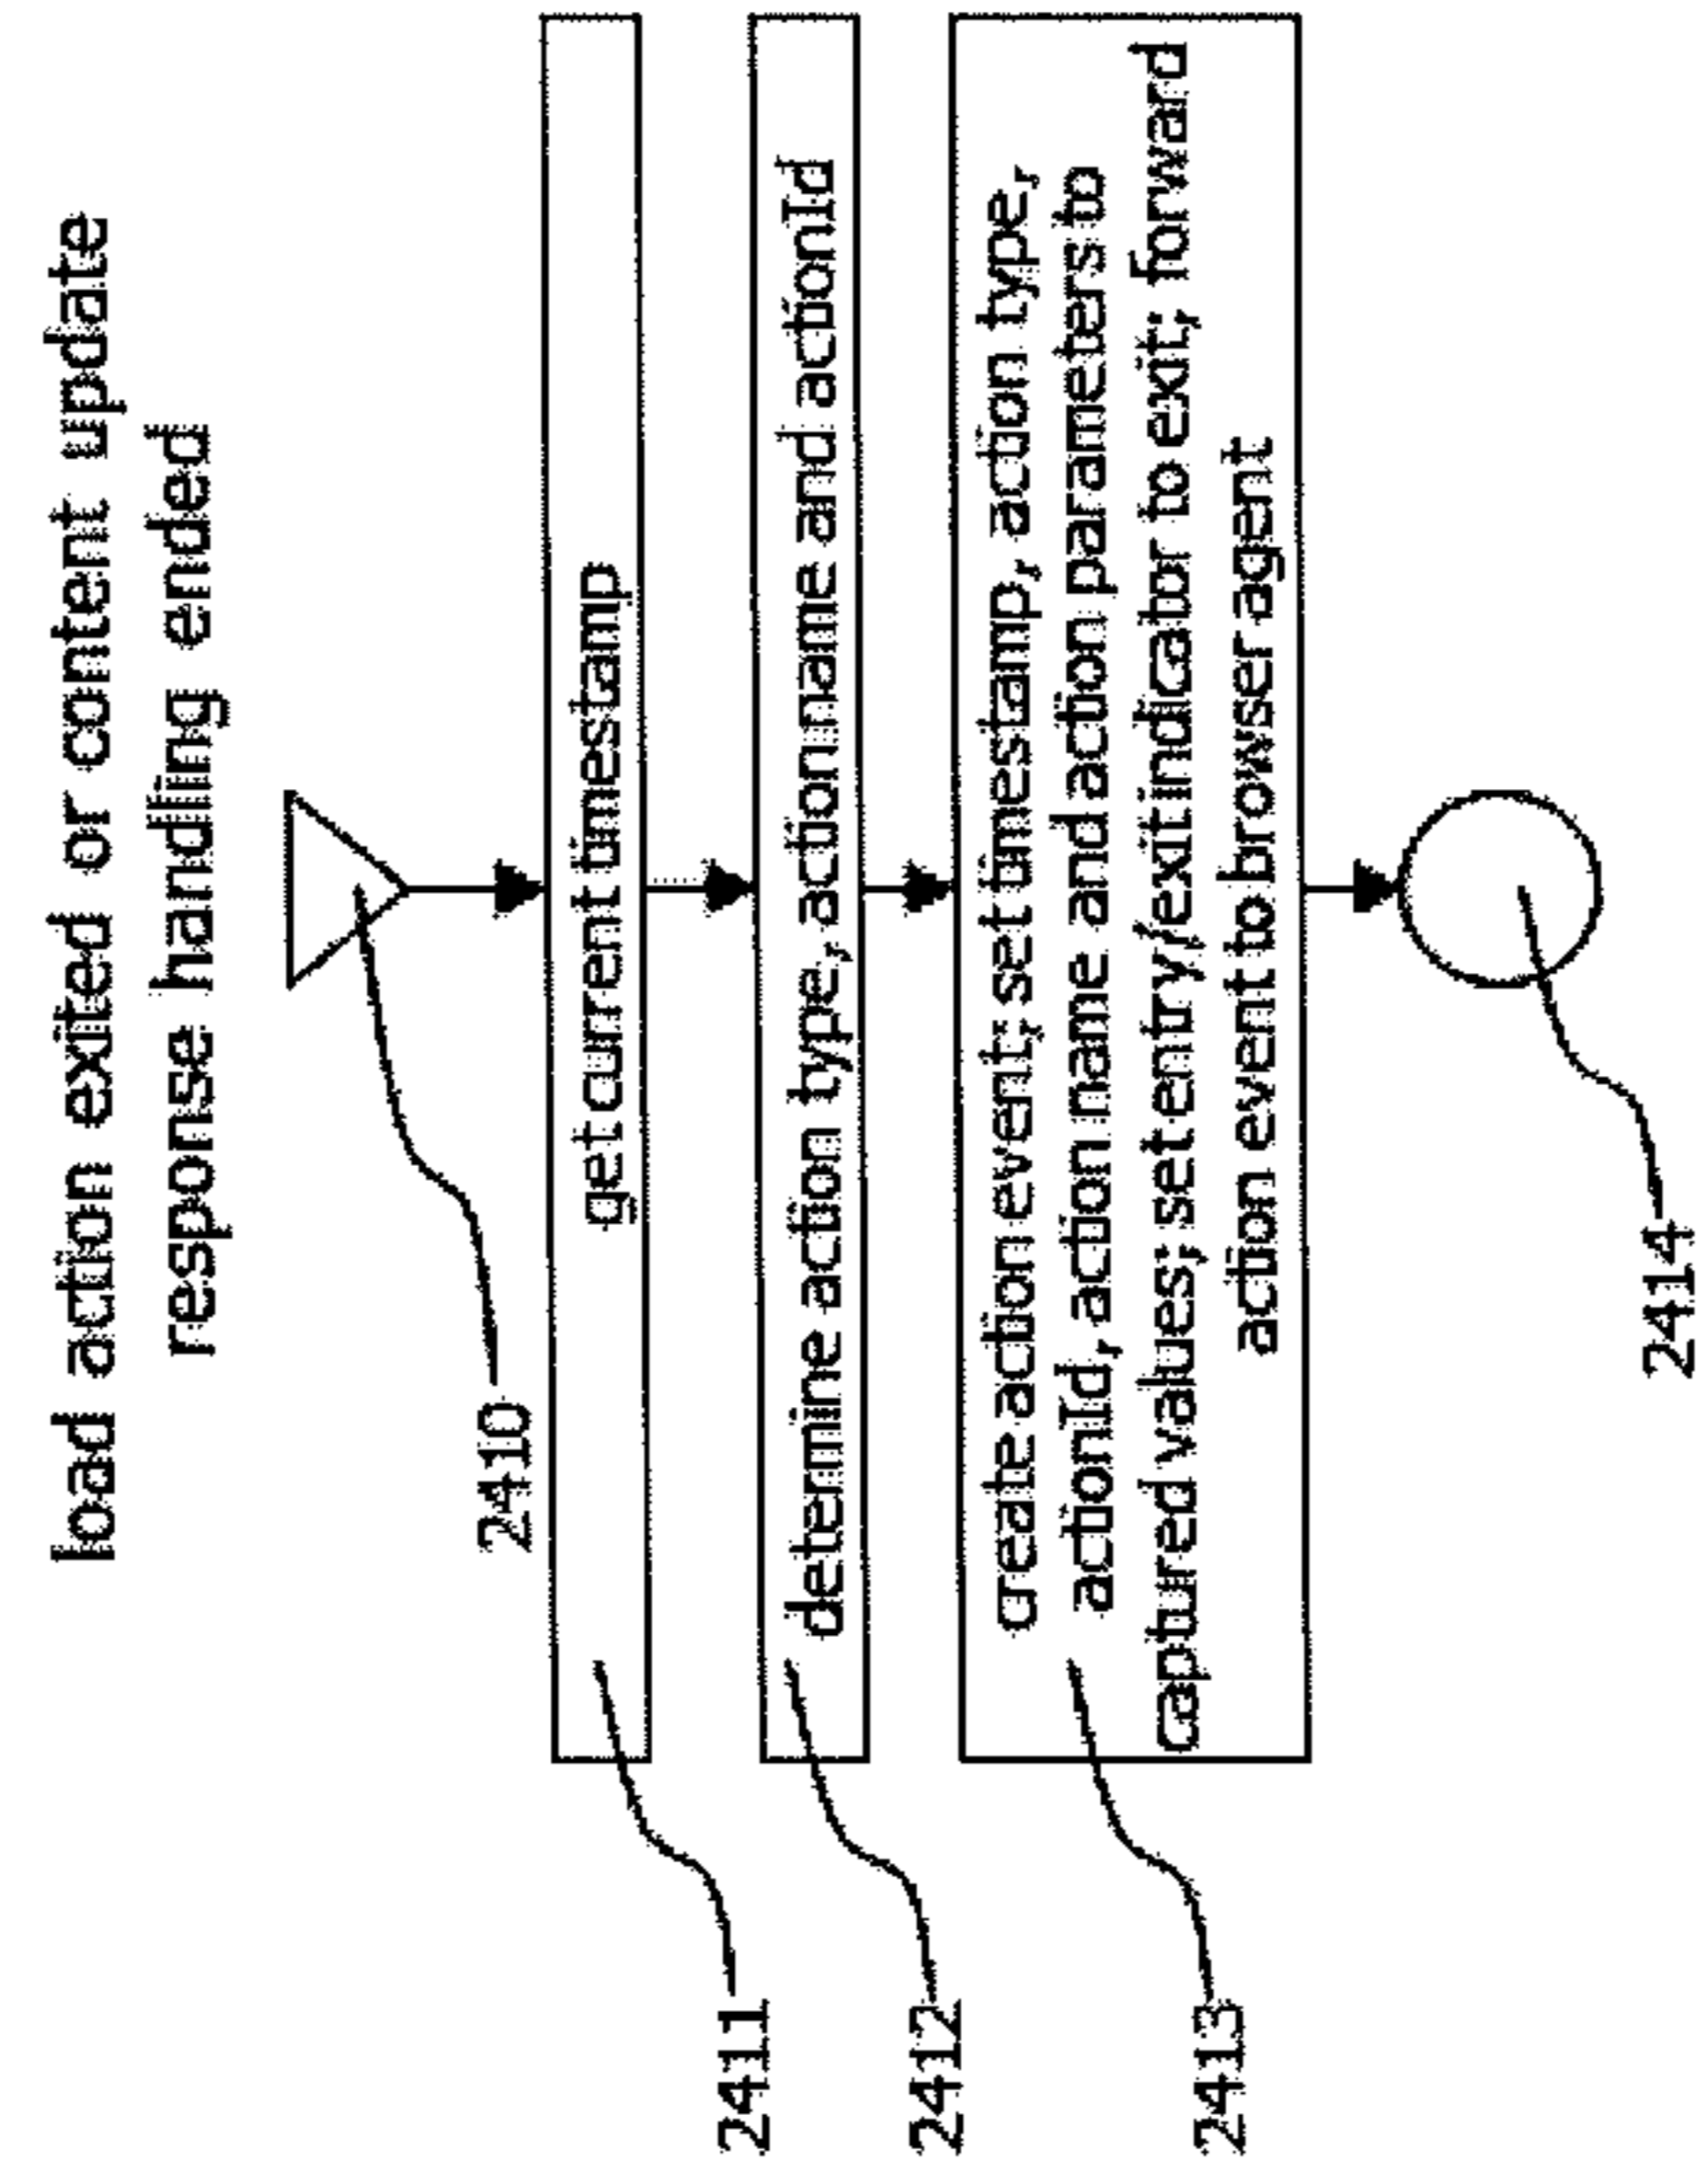 load action exited or content update
response handling ended
2410
get current timestamp
2411
determine action type, action name and actionId
2412
create action event; set timestamp, action type,
actionId, action name and action parameters to
captured values; set entry/exit indicator to exit; forward
action event to browser agent
2413
2414